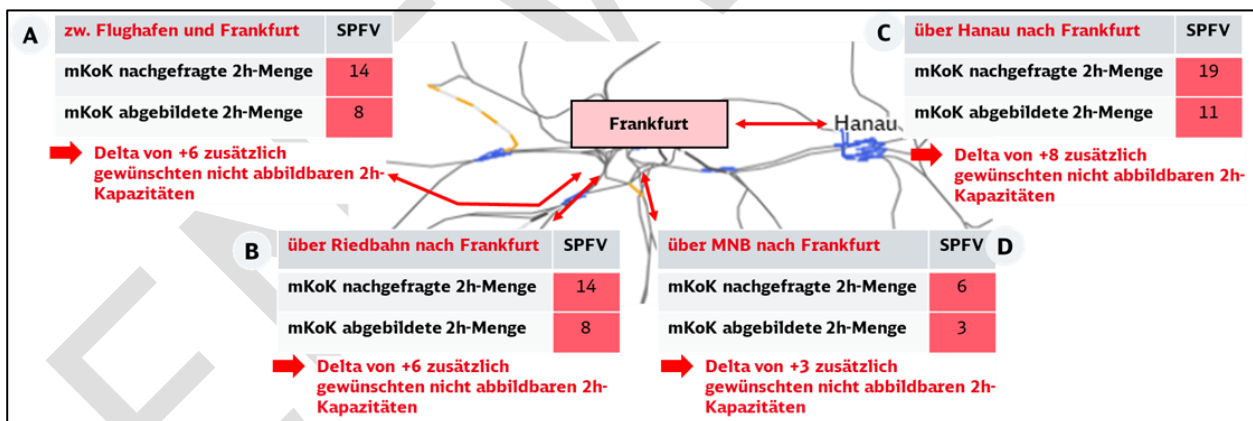 A
zw. Flughafen und Frankfurt SPFV
mKoK nachgefragte 2h-Menge 14
mKoK abgebildete 2h-Menge 8
Delta von +6 zusätzlich
gewünschten nicht abbildbaren 2h-
Kapazitäten
C
über Hanau nach Frankfurt SPFV
mKoK nachgefragte 2h-Menge 19
mKoK abgebildete 2h-Menge 11
Delta von +8 zusätzlich
gewünschten nicht abbildbaren 2h-
Kapazitäten
Frankfurt
Hanau
B
über Riedbahn nach Frankfurt SPFV
mKoK nachgefragte 2h-Menge 14
mKoK abgebildete 2h-Menge 8
Delta von +6 zusätzlich
gewünschten nicht abbildbaren 2h-
Kapazitäten
über MNB nach Frankfurt SPFV
D
mKoK nachgefragte 2h-Menge 6
mKoK abgebildete 2h-Menge 3
Delta von +3 zusätzlich
gewünschten nicht abbildbaren 2h-
Kapazitäten